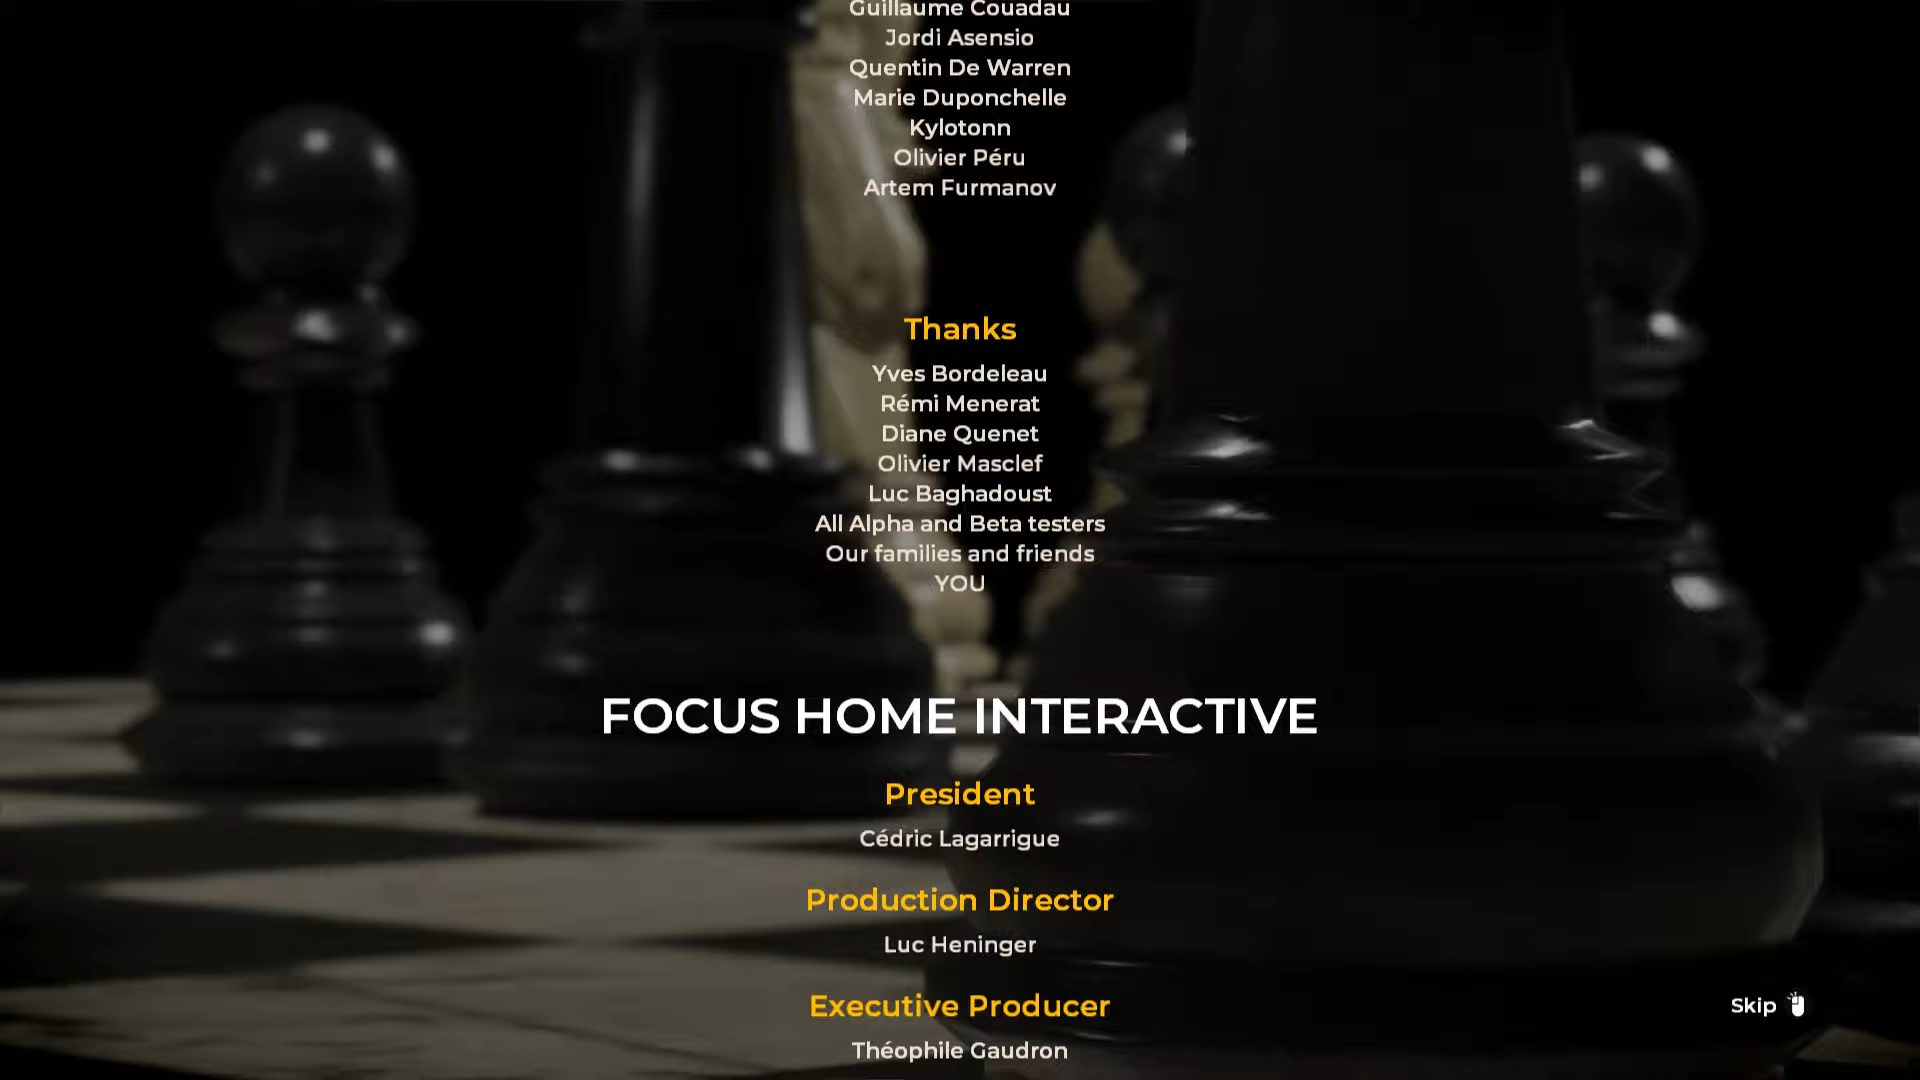 Guillaume Couadau
Jordi Asensio
Quentin De Warren
Marie Duponchelle
Kylotonn
Olivier Péru
Artem Furmanov
Thanks
Yves Bordeleau
Rémi Menerat
Diane Quenet
Olivier Masclef
Luc Baghadoust
All Alpha and Beta testers
Our families and friends
YOU
FOCUS HOME INTERACTIVE
President
Cédric Lagarrigue
Production Director
Luc Heninger
Executive Producer
Théophile Gaudron
Skip